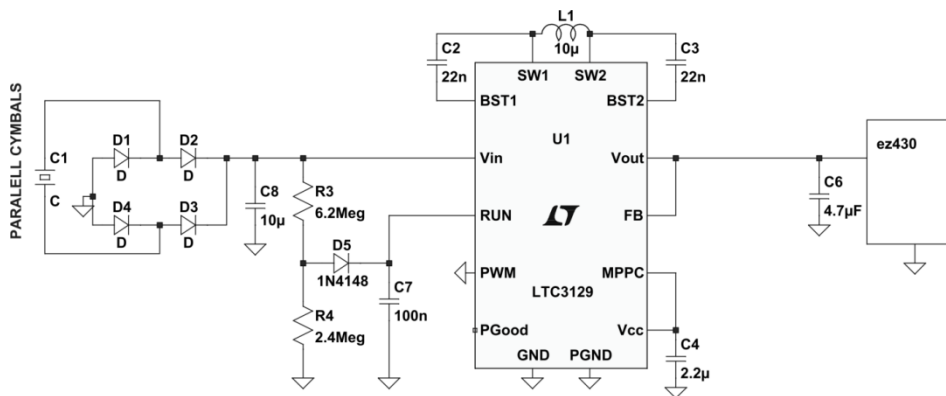 L1
10µ
C2
22n
C3
22n
SW1
SW2
BST1
BST2
U1
PARALELL CYMBALS
C1
C
D1
D
D2
D
D4
D
D3
D
C8
10µ
R3
6.2Meg
R4
2.4Meg
D5
1N4148
C7
100n
Vin
Vout
RUN
FB
PWM
MPPC
LTC3129
PGood
Vcc
GND
PGND
C4
2.2µ
C6
4.7µF
ez430